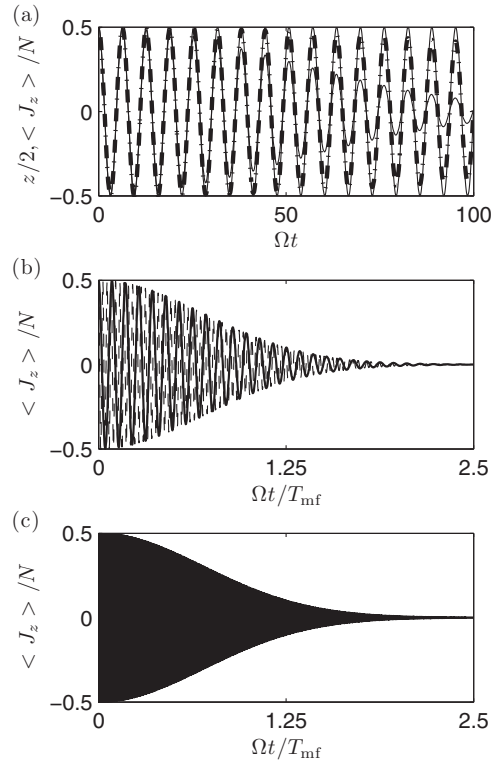 (a)
z/2, < J_z > /N
0.5
0
−0.5
0
50
100
Ωt
(b)
< J_z > /N
0.5
0
−0.5
0
1.25
2.5
Ωt/T_mf
(c)
< J_z > /N
0.5
0
−0.5
0
1.25
2.5
Ωt/T_mf